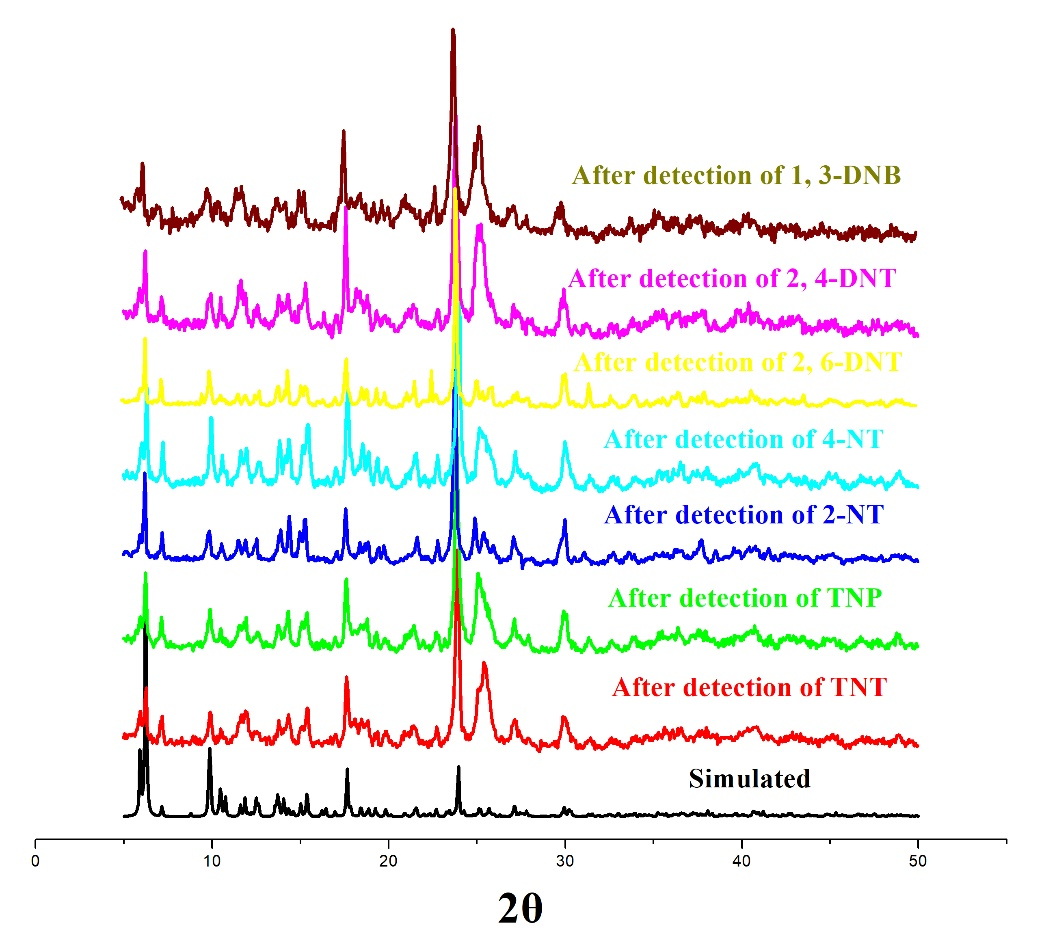 After detection of 1, 3-DNB
After detection of 2, 4-DNT
After detection of 2, 6-DNT
After detection of 4-NT
After detection of 2-NT
After detection of TNP
After detection of TNT
Simulated
0 10 20 30 40 50
2θ